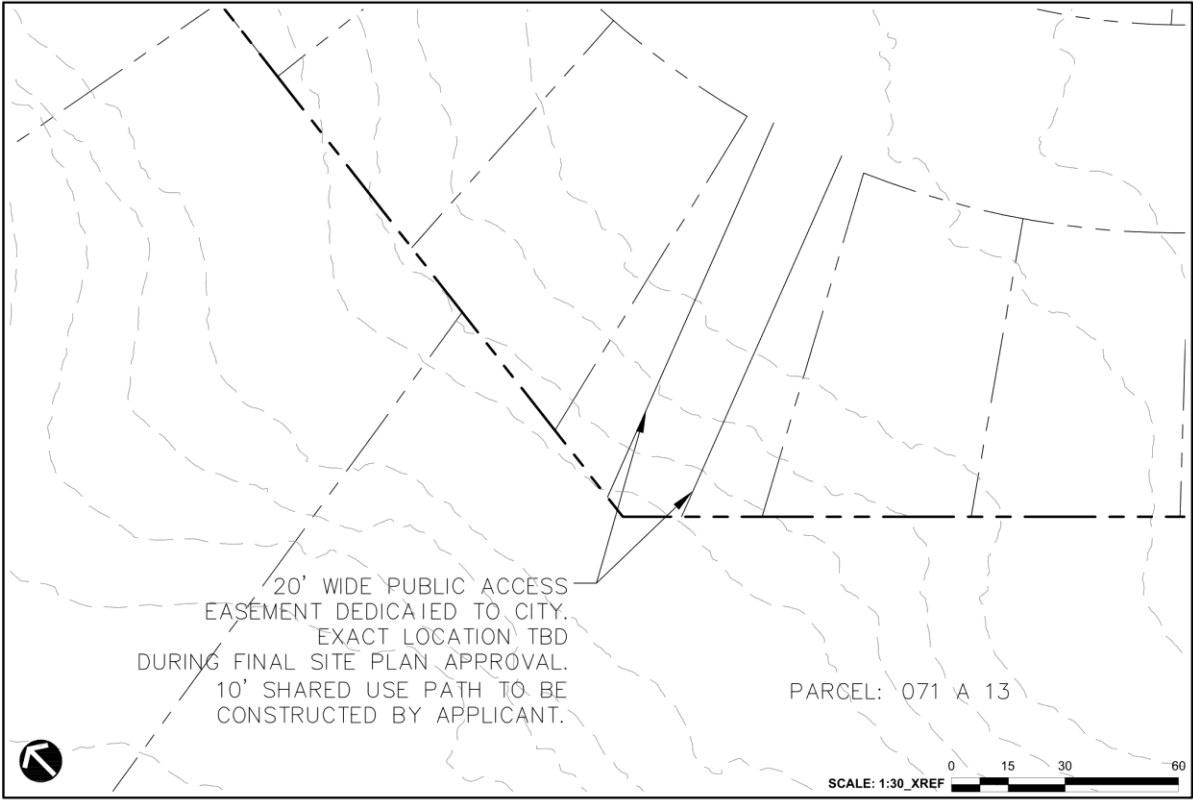 20' WIDE PUBLIC ACCESS
EASEMENT DEDICATED TO CITY.
EXACT LOCATION TBD
DURING FINAL SITE PLAN APPROVAL.
10' SHARED USE PATH TO BE
CONSTRUCTED BY APPLICANT.
PARCEL: 071 A 13
SCALE: 1:30_XREF
0 15 30 60